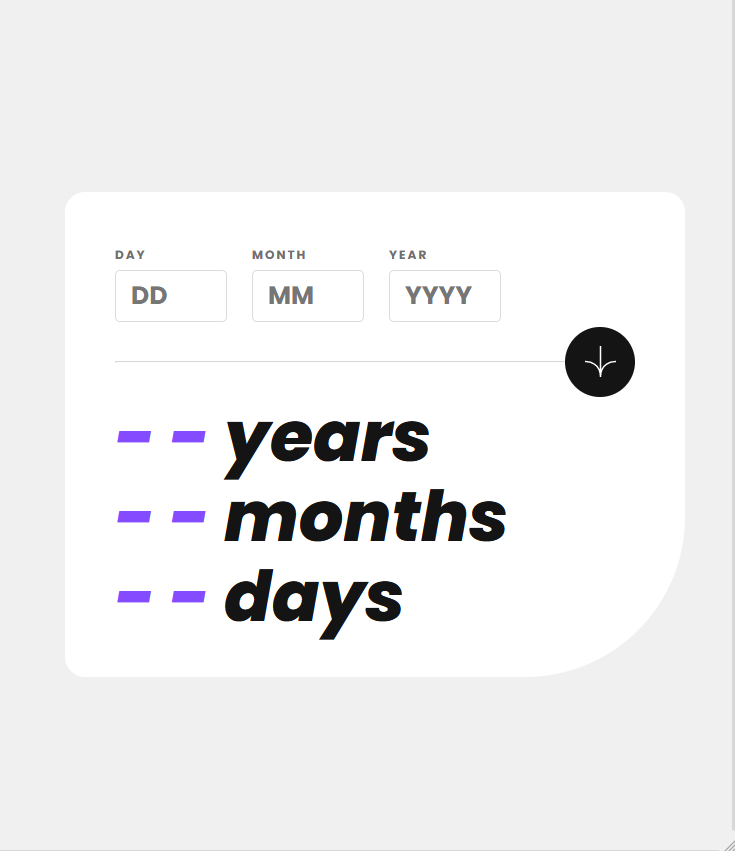 DAY MONTH YEAR
DD MM YYYY
- - years
- - months
- - days